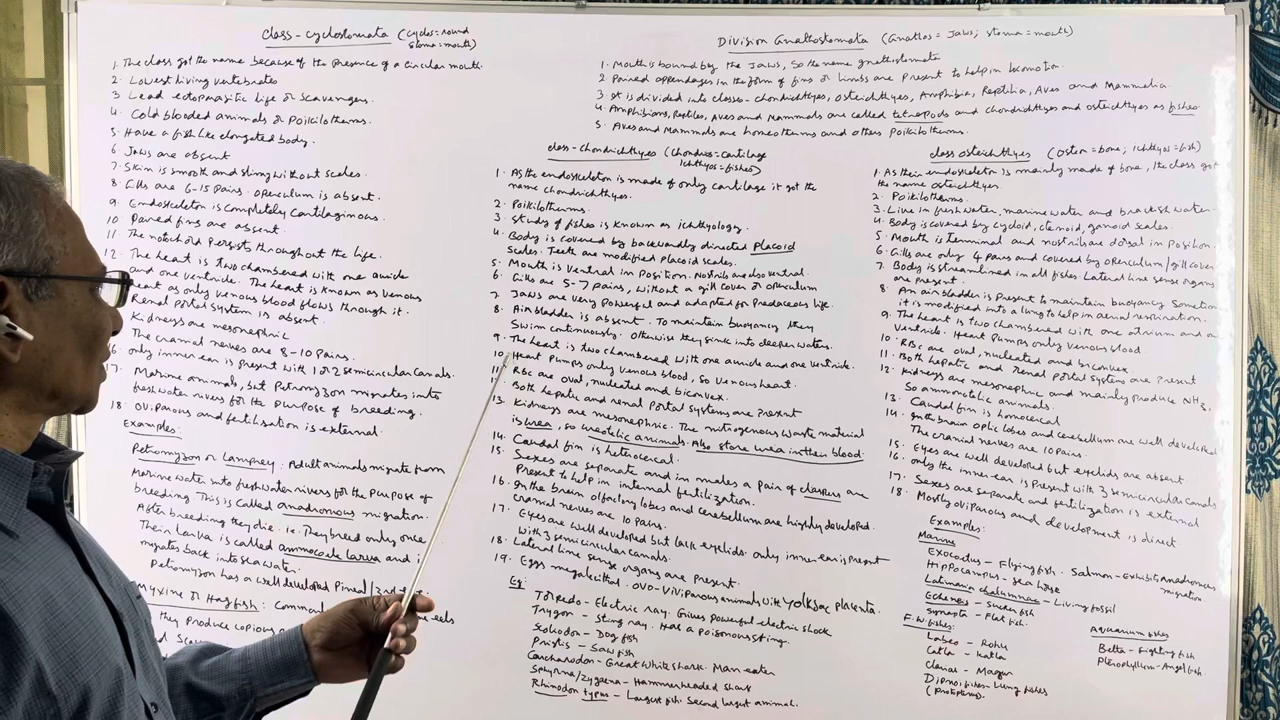 Class-cyclostomata (cyclos=round
stoma=mouth)
1. The class got the name because of the presence of a circular mouth.
2. Lowest living vertebrates
3. Lead ectoparasitic life or scavengers.
4. Cold blooded animals or Poikilotherms.
5. Have a fish like elongated body.
6. Jaws are absent
7. Skin is smooth and slimy without scales.
8. Gills are 6-15 pairs. Operculum is absent.
9. Endoskeleton is completely cartilaginous.
10. Paired fins are absent.
11. The notochord persists throughout the life.
12. The heart is two chambered with one auricle
and one ventricle. The heart is known as venous
heart as only venous blood flows through it.
Renal portal system is absent.
Kidneys are mesonephric
The cranial nerves are 8-10 pairs.
6. only inner ear is present with 1 or 2 semicircular canals.
17. Marine animals, but Petromyzon migrates into
freshwater rivers for the purpose of breeding.
18. Oviparous and fertilisation is external.
Examples:
Petromyzon or Lamprey: Adult animals migrate from
Marine water into freshwater rivers for the purpose of
breeding. This is called anadromous migration.
After breeding they die. i.e. They breed only once
Their larva is called ammocoete larva and i
migates back into sea water.
Petromyzon has a well developed Pineal/3rd eye.
Myxine or Hagfish: Common eels
they produce copious
d sca
Division Gnathostomata (Gnathos= Jaws; stoma=mouth)
1. Mouth is bound by the Jaws, So the name gnathostomata
2. Paired appendages in the form of fins or limbs are present to help in locomotion.
3. It is divided into classes- chondrichthyes, osteichthyes, Amphibia, Reptilia, Aves and Mammalia.
4. Amphibians, Reptiles, Aves and Mammals are called tetrapods and chondrichthyes and osteichthyes as fishes
5. Aves and Mammals are homeotherms and others poikilotherms.
class-chondrichthyes (Chondros=cartilage
Ichthyos=fishes)
1. As the endoskeleton is made of only cartilage it got the
name chondrichthyes.
2. Poikilotherms.
3. Study of fishes is known as ichthyology.
4. Body is covered by backwardly directed placoid
Scales. Teeth are modified placoid scales.
5. Mouth is ventral in position. Nostrils are also ventral.
6. Gills are 5-7 pairs, without a gill cover or operculum
7. Jaws are very powerful and adapted for predaceous life.
8. Air bladder is absent. To maintain buoyancy they
Swim continuously. otherwise they sink into deeper waters.
9. The heart is two chambered with one auricle and one ventricle.
10. Heart pumps only venous blood, so venous heart.
11. RBC are oval, nucleated and biconvex.
12. Both hepatic and renal portal systems are present
13. Kidneys are mesonephric. The nitrogenous waste material
is urea, so ureotelic animals. Also store urea in their blood.
14. Caudal fin is heterocercal.
15. Sexes are separate and in males a pair of claspers are
Present to help in internal fertilization.
16. In the brain olfactory lobes and cerebellum are highly developed.
Cranial nerves are 10 pairs.
17. Eyes are well developed but lack eyelids. only inner ear is present
with 3 semicircular canals.
18. Lateral line sense organs are present.
19. Eggs megalecithal. ovo-viviparous animals with yolksac placenta.
Eg:
Torpedo- Electric ray. Gives powerful electric shock
Trygon- Sting ray. Has a poisonous sting.
Scoliodon- Dog fish
Pristis- Saw fish
Carcharodon- Great white shark. Man eater
Sphyrna/zygaena- Hammerheaded shark
Rhinodon typus- Largest fish. Second largest animal.
class osteichthyes (osteon=bone; ichthyos=fish)
1. As their endoskeleton is mainly made of bone, the class got
the name osteichthyes.
2. Poikilotherms.
3. Live in freshwater, marine water and brackish water.
4. Body is covered by cycloid, ctenoid, ganoid scales.
5. Mouth is terminal and nostrils are dorsal in position.
6. Gills are only 4 pairs and covered by operculum/gill cover
7. Body is streamlined in all fishes Lateral line sense organs
are present.
8. An air bladder is present to maintain buoyancy Sometim
it is modified into a lung to help in aerial respiration.
9. The heart is two chambered with one atrium and one
ventricle. Heart pumps only venous blood
10. RBc are oval, nucleated and biconvex
11. Both hepatic and renal portal system are present
12. Kidneys are mesonephric and mainly produce NH3,
So ammonotelic animals.
13. Caudal fin is homocercal
14. In the brain optic lobes and cerebellum are well developed
The cranial nerves are 10 pairs.
15. Eyes are well developed but eyelids are absent
16. only the inner ear is present with 3 semicircular canals
17. Sexes are separate and fertilization is external
18. Mostly oviparous and development is direct
Examples:
Marine
Exocoetus- Flying fish. Salmon-Exhibits Anadromous
migration.
Hippocampus- Sea horse
Latimaria chalumnae- Living fossil
Echeneis- Sucker fish
Synapta- Flat fish.
F.W. fishes:
Labeo- Rohu
Catla- Katla
Clarias- Magur
Dipnoi fishes- Lung fishes
(Protopterus)
Aquarium fishes
Betta- Fighting fish
Pterophyllum- Angel fish.